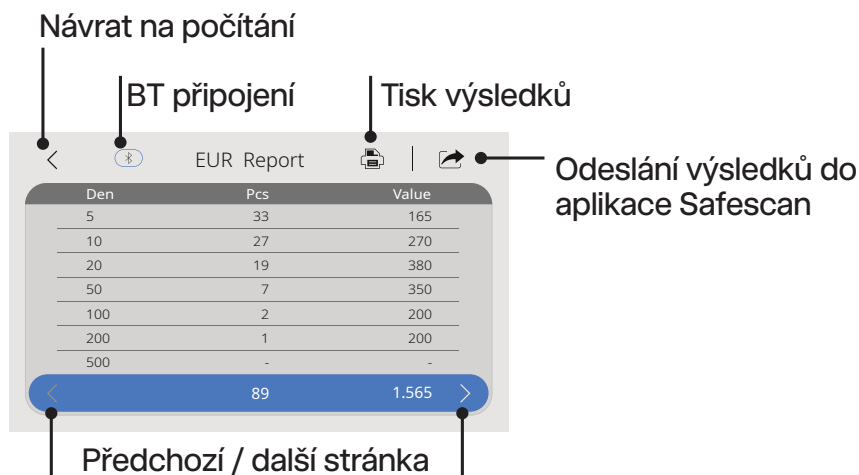 Návrat na počítání
BT připojení
Tisk výsledků
EUR Report
Odeslání výsledků do
aplikace Safescan
Den Pcs Value
5 33 165
10 27 270
20 19 380
50 7 350
100 2 200
200 1 200
500 - -
89 1.565
Předchozí / další stránka